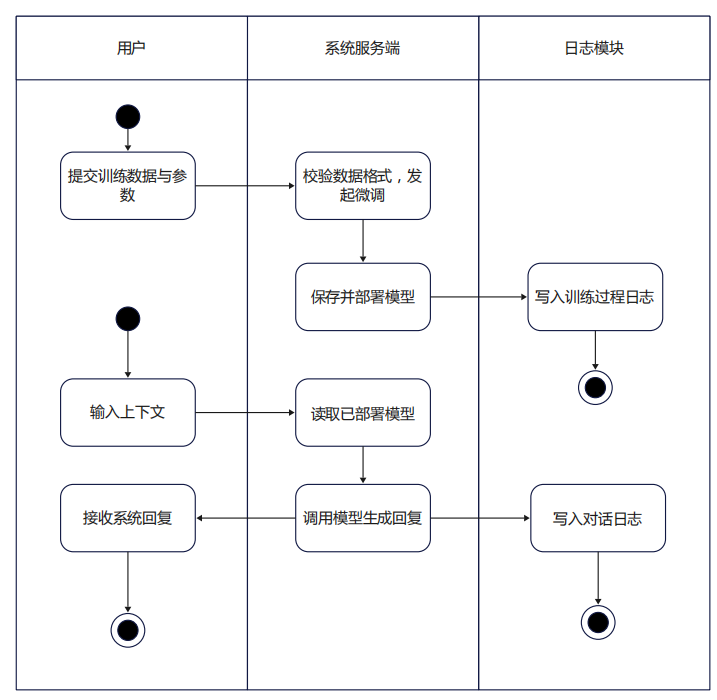 用户
系统服务端
日志模块
提交训练数据与参
数
校验数据格式，发
起微调
保存并部署模型
写入训练过程日志
输入上下文
读取已部署模型
接收系统回复
调用模型生成回复
写入对话日志